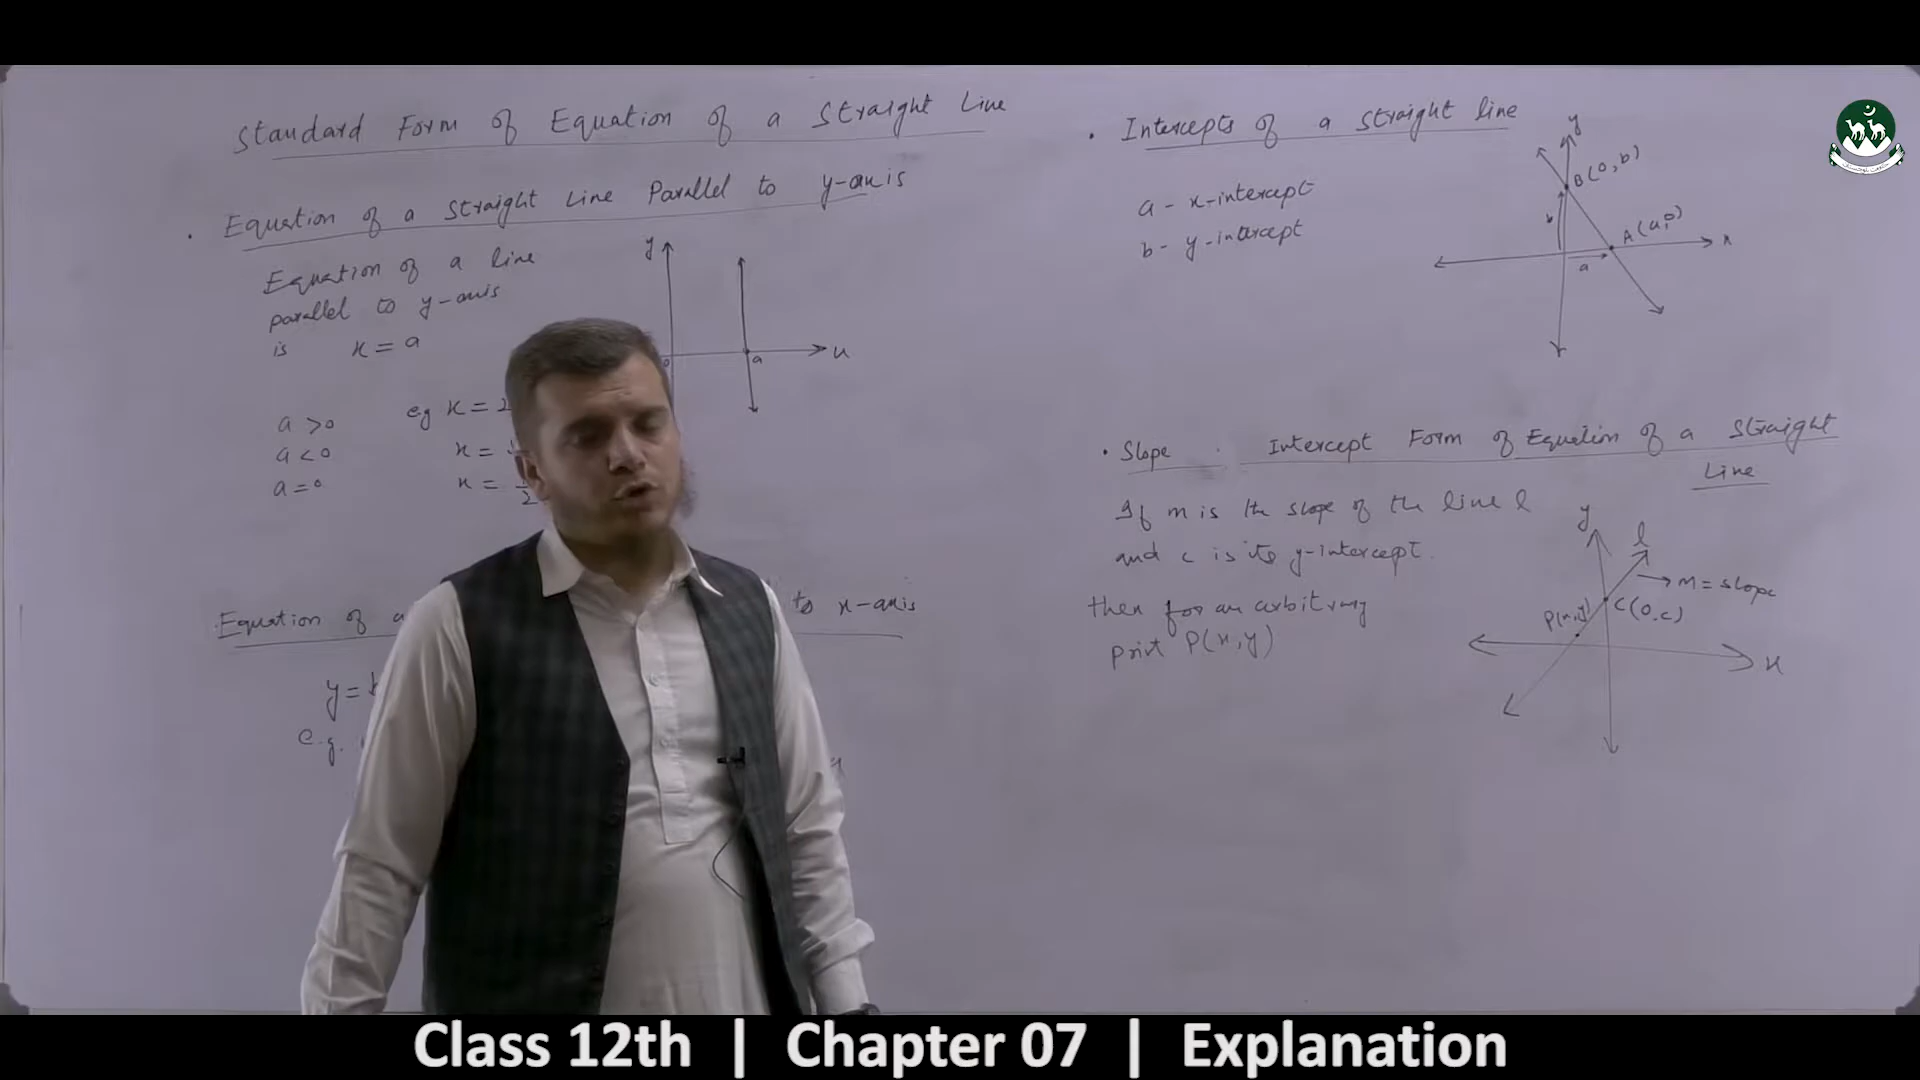 Standard Form of Equation of a Straight Line
. Equation of a Straight Line Parallel to y-axis
Equation of a line
parallel to y-axis
is x = a
y
x
o
a
a > 0 e.g x = 2
a < 0 x =
a = 0 x = 1/2
Equation of a to x-axis
y = b
e.g.
. Intercepts of a straight line
a - x-intercept
b - y-intercept
y
B(0, b)
b
A(a, 0)
x
a
. Slope - Intercept Form of Equation of a Straight
Line
If m is the slope of the line l
and c is its y-intercept.
then for an arbitrary
point P(x, y)
y
l
m = slope
C(0, c)
P(x, y)
x
Class 12th | Chapter 07 | Explanation